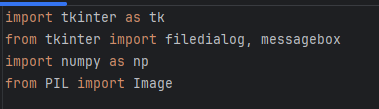 import tkinter as tk
from tkinter import filedialog, messagebox
import numpy as np
from PIL import Image